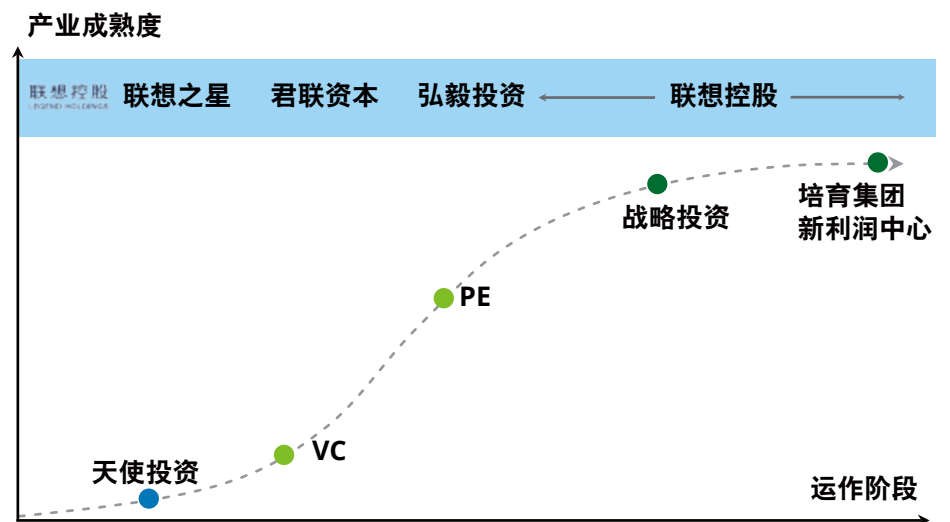 产业成熟度
联想控股
LEGEND HOLDINGS
联想之星 君联资本 弘毅投资 联想控股
培育集团
新利润中心
战略投资
PE
VC
天使投资
运作阶段